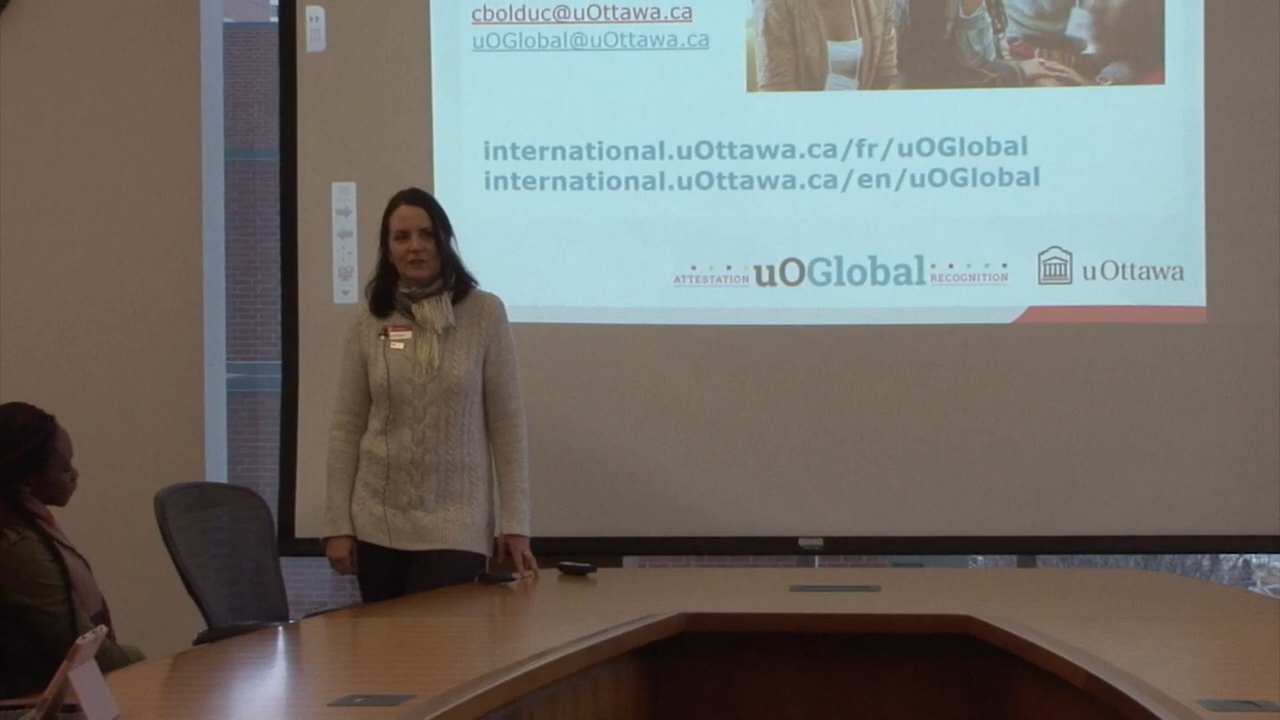 cbolduc@uOttawa.ca
uOGlobal@uOttawa.ca
international.uOttawa.ca/fr/uOGlobal
international.uOttawa.ca/en/uOGlobal
ATTESTATION uOGlobal RECOGNITION
uOttawa